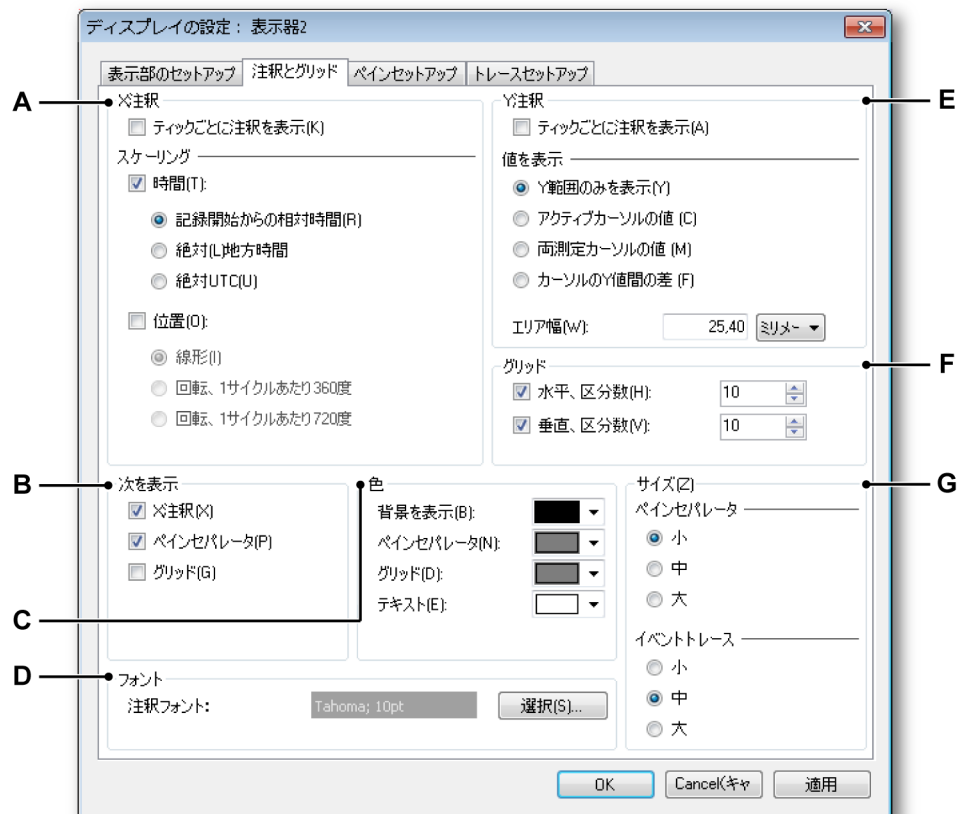 ディスプレイの設定： 表示器2
表示部のセットアップ 注釈とグリッド ペインセットアップ トレースセットアップ
A
X注釈
ティックごとに注釈を表示(K)
スケーリング
時間(T):
記録開始からの相対時間(R)
絶対(L)地方時間
絶対UTC(U)
位置(O):
線形(I)
回転、1サイクルあたり360度
回転、1サイクルあたり720度
E
Y注釈
ティックごとに注釈を表示(A)
値を表示
Y範囲のみを表示(Y)
アクティブカーソルの値 (C)
両測定カーソルの値 (M)
カーソルのY値間の差 (F)
エリア幅(W): 25,40 ミリメー
F
グリッド
水平、区分数(H): 10
垂直、区分数(V): 10
B
次を表示
X注釈(X)
ペインセパレータ(P)
グリッド(G)
C
色
背景を表示(B):
ペインセパレータ(N):
グリッド(D):
テキスト(E):
G
サイズ(Z)
ペインセパレータ
小
中
大
イベントトレース
小
中
大
D
フォント
注釈フォント: Tahoma; 10pt 選択(S)...
OK Cancel(キャ 適用